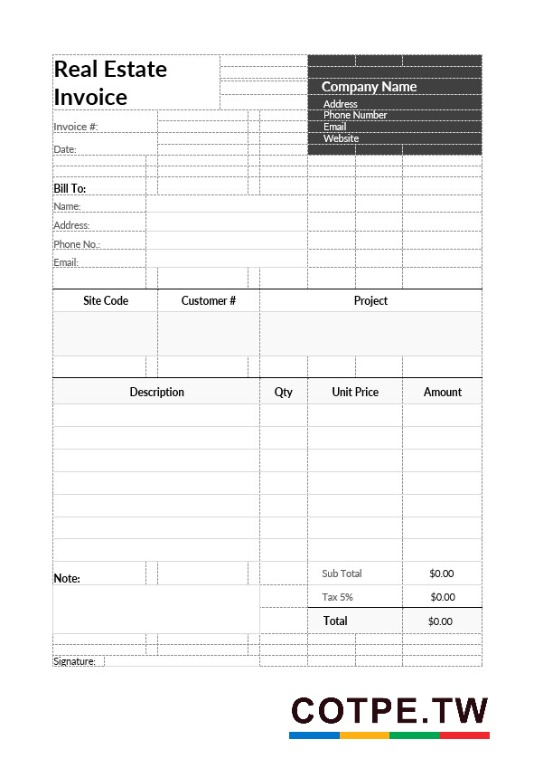 Real Estate
Invoice
Company Name
Address
Phone Number
Email
Website
Invoice #:
Date:
Bill To:
Name:
Address:
Phone No.:
Email:
Site Code Customer # Project
Description Qty Unit Price Amount
Sub Total $0.00
Note:
Tax 5% $0.00
Total $0.00
Signature:
COTPE.TW